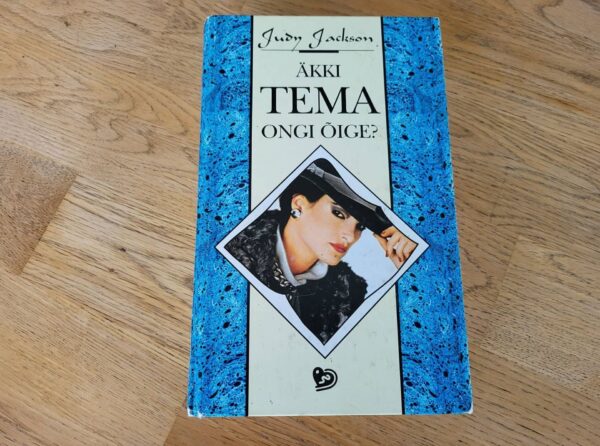 Judy Jackson
ÄKKI
TEMA
ONGI ÕIGE?